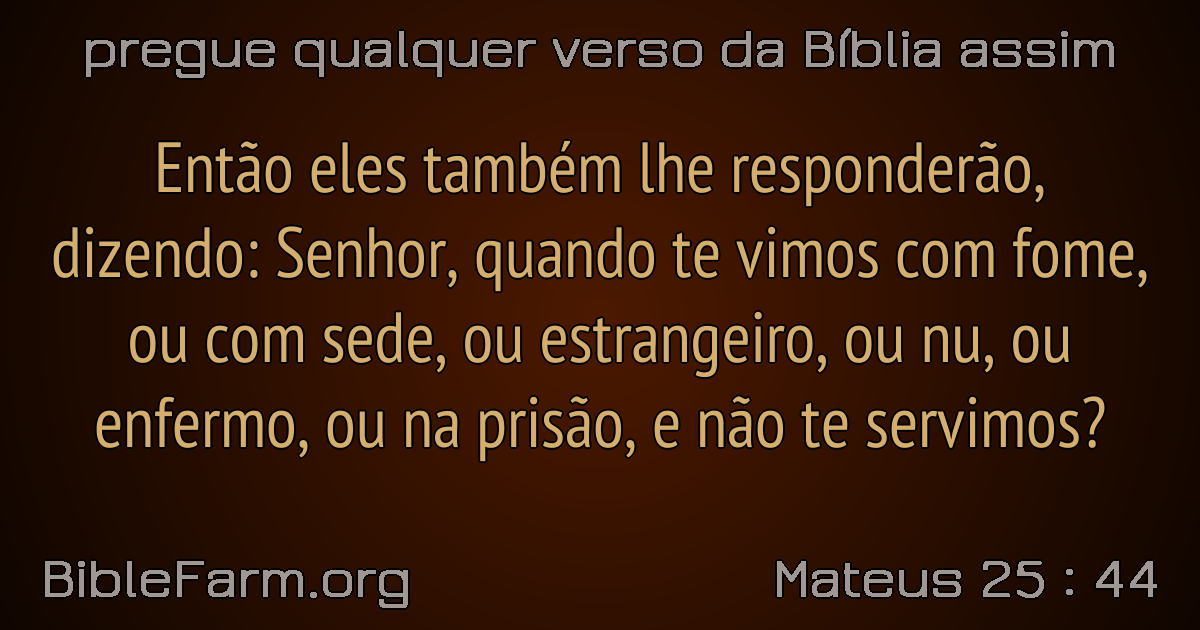 pregue qualquer verso da Bíblia assim
Então eles também lhe responderão,
dizendo: Senhor, quando te vimos com fome,
ou com sede, ou estrangeiro, ou nu, ou
enfermo, ou na prisão, e não te servimos?
BibleFarm.org
Mateus 25 : 44